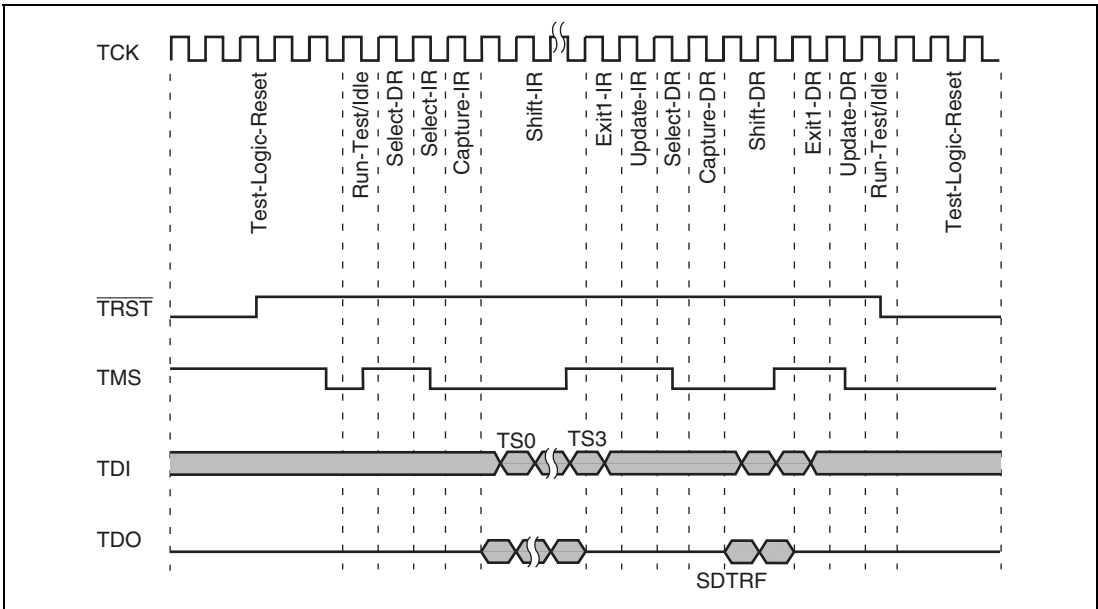 TCK
Test-Logic-Reset
Run-Test/Idle
Select-DR
Select-IR
Capture-IR
Shift-IR
Exit1-IR
Update-IR
Select-DR
Capture-DR
Shift-DR
Exit1-DR
Update-DR
Run-Test/Idle
Test-Logic-Reset
TRST
TMS
TS0
TS3
TDI
TDO
SDTRF